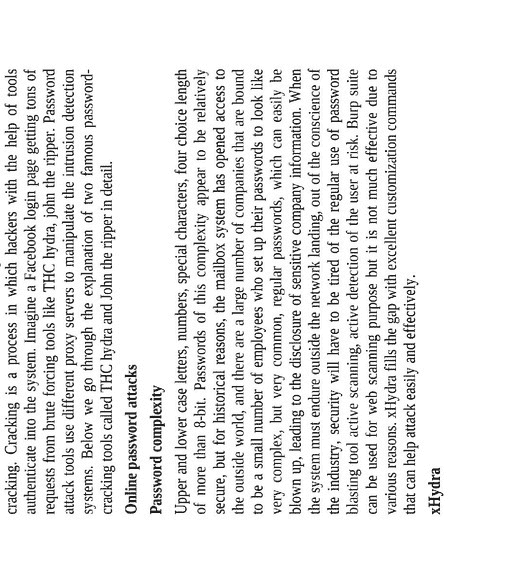 cracking. Cracking is a process in which hackers with the help of tools
authenticate into the system. Imagine a Facebook login page getting tons of
requests from brute forcing tools like THC hydra, john the ripper. Password
attack tools use different proxy servers to manipulate the intrusion detection
systems. Below we go through the explanation of two famous password-
cracking tools called THC hydra and John the ripper in detail.
Online password attacks
Password complexity
Upper and lower case letters, numbers, special characters, four choice length
of more than 8-bit. Passwords of this complexity appear to be relatively
secure, but for historical reasons, the mailbox system has opened access to
the outside world, and there are a large number of companies that are bound
to be a small number of employees who set up their passwords to look like
very complex, but very common, regular passwords, which can easily be
blown up, leading to the disclosure of sensitive company information. When
the system must endure outside the network landing, out of the conscience of
the industry, security will have to be tired of the regular use of password
blasting tool active scanning, active detection of the user at risk. Burp suite
can be used for web scanning purpose but it is not much effective due to
various reasons. xHydra fills the gap with excellent customization commands
that can help attack easily and effectively.
xHydra